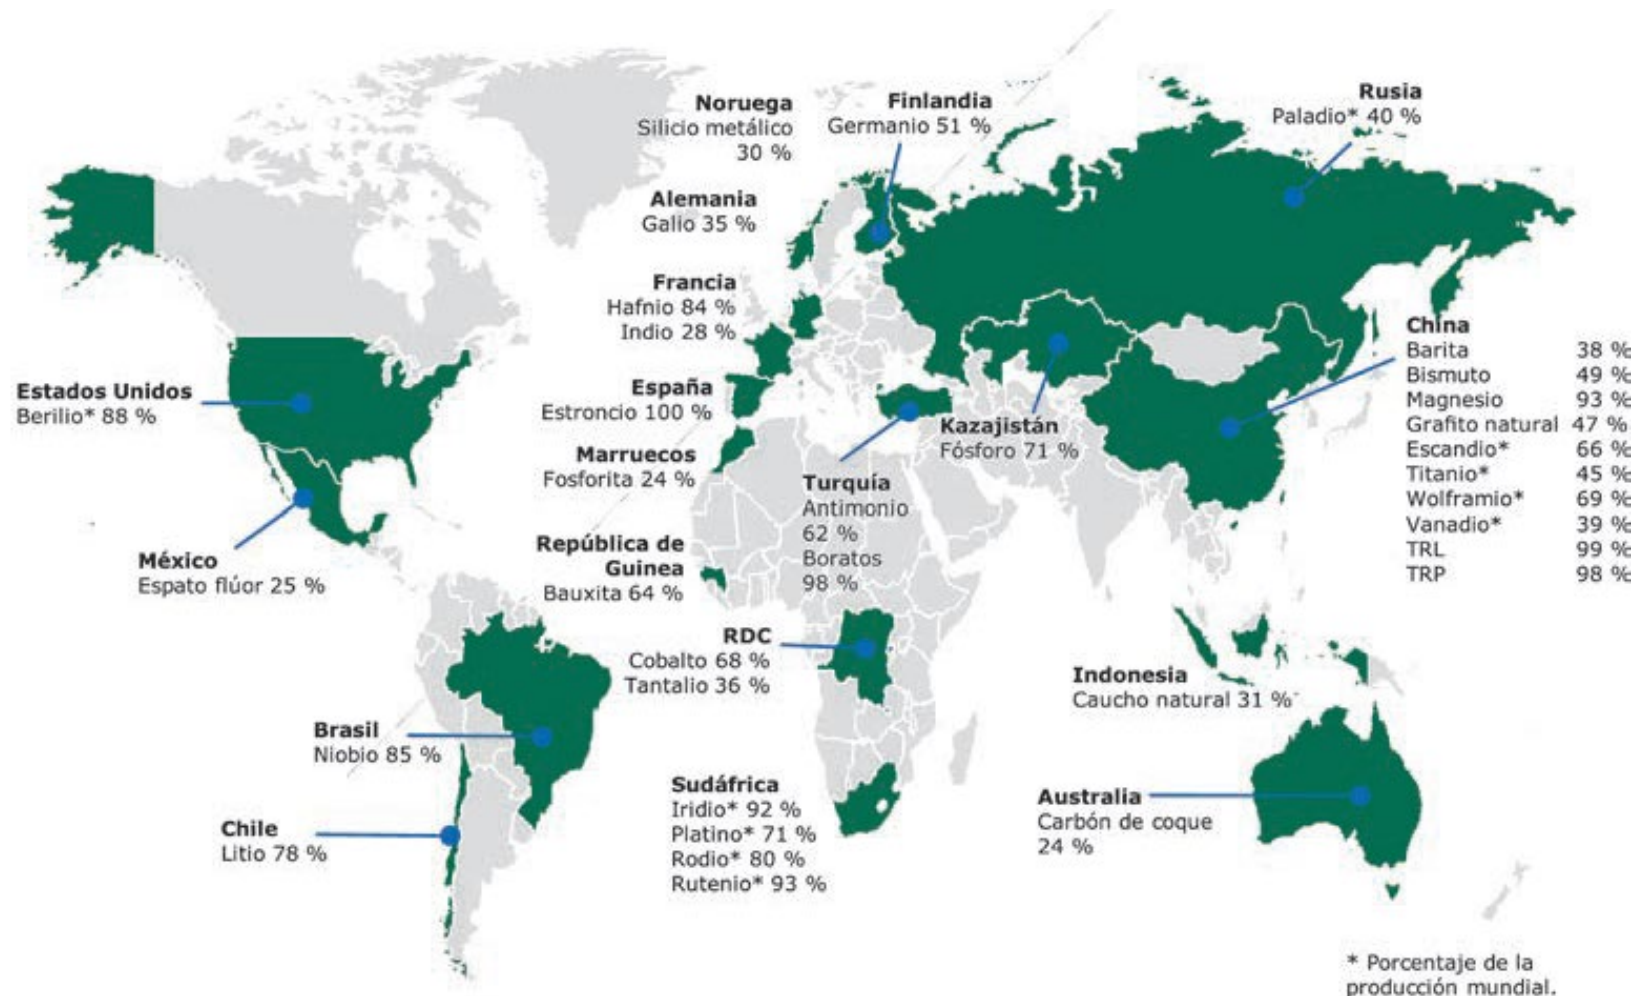 Noruega
Silicio metálico
30 %
Finlandia
Germanio 51 %
Rusia
Paladio* 40 %
Alemania
Galio 35 %
Francia
Hafnio 84 %
Indio 28 %
China
Barita 38 %
Bismuto 49 %
Magnesio 93 %
Grafito natural 47 %
Escandio* 66 %
Titanio* 45 %
Wolframio* 69 %
Vanadio* 39 %
TRL 99 %
TRP 98 %
Estados Unidos
Berilio* 88 %
España
Estroncio 100 %
Kazajistán
Fósforo 71 %
Marruecos
Fosforita 24 %
Turquía
Antimonio
62 %
Boratos
98 %
México
Espato flúor 25 %
República de
Guinea
Bauxita 64 %
RDC
Cobalto 68 %
Tantalio 36 %
Indonesia
Caucho natural 31 %
Brasil
Niobio 85 %
Sudáfrica
Iridio* 92 %
Platino* 71 %
Rodio* 80 %
Rutenio* 93 %
Australia
Carbón de coque
24 %
Chile
Litio 78 %
* Porcentaje de la
producción mundial.